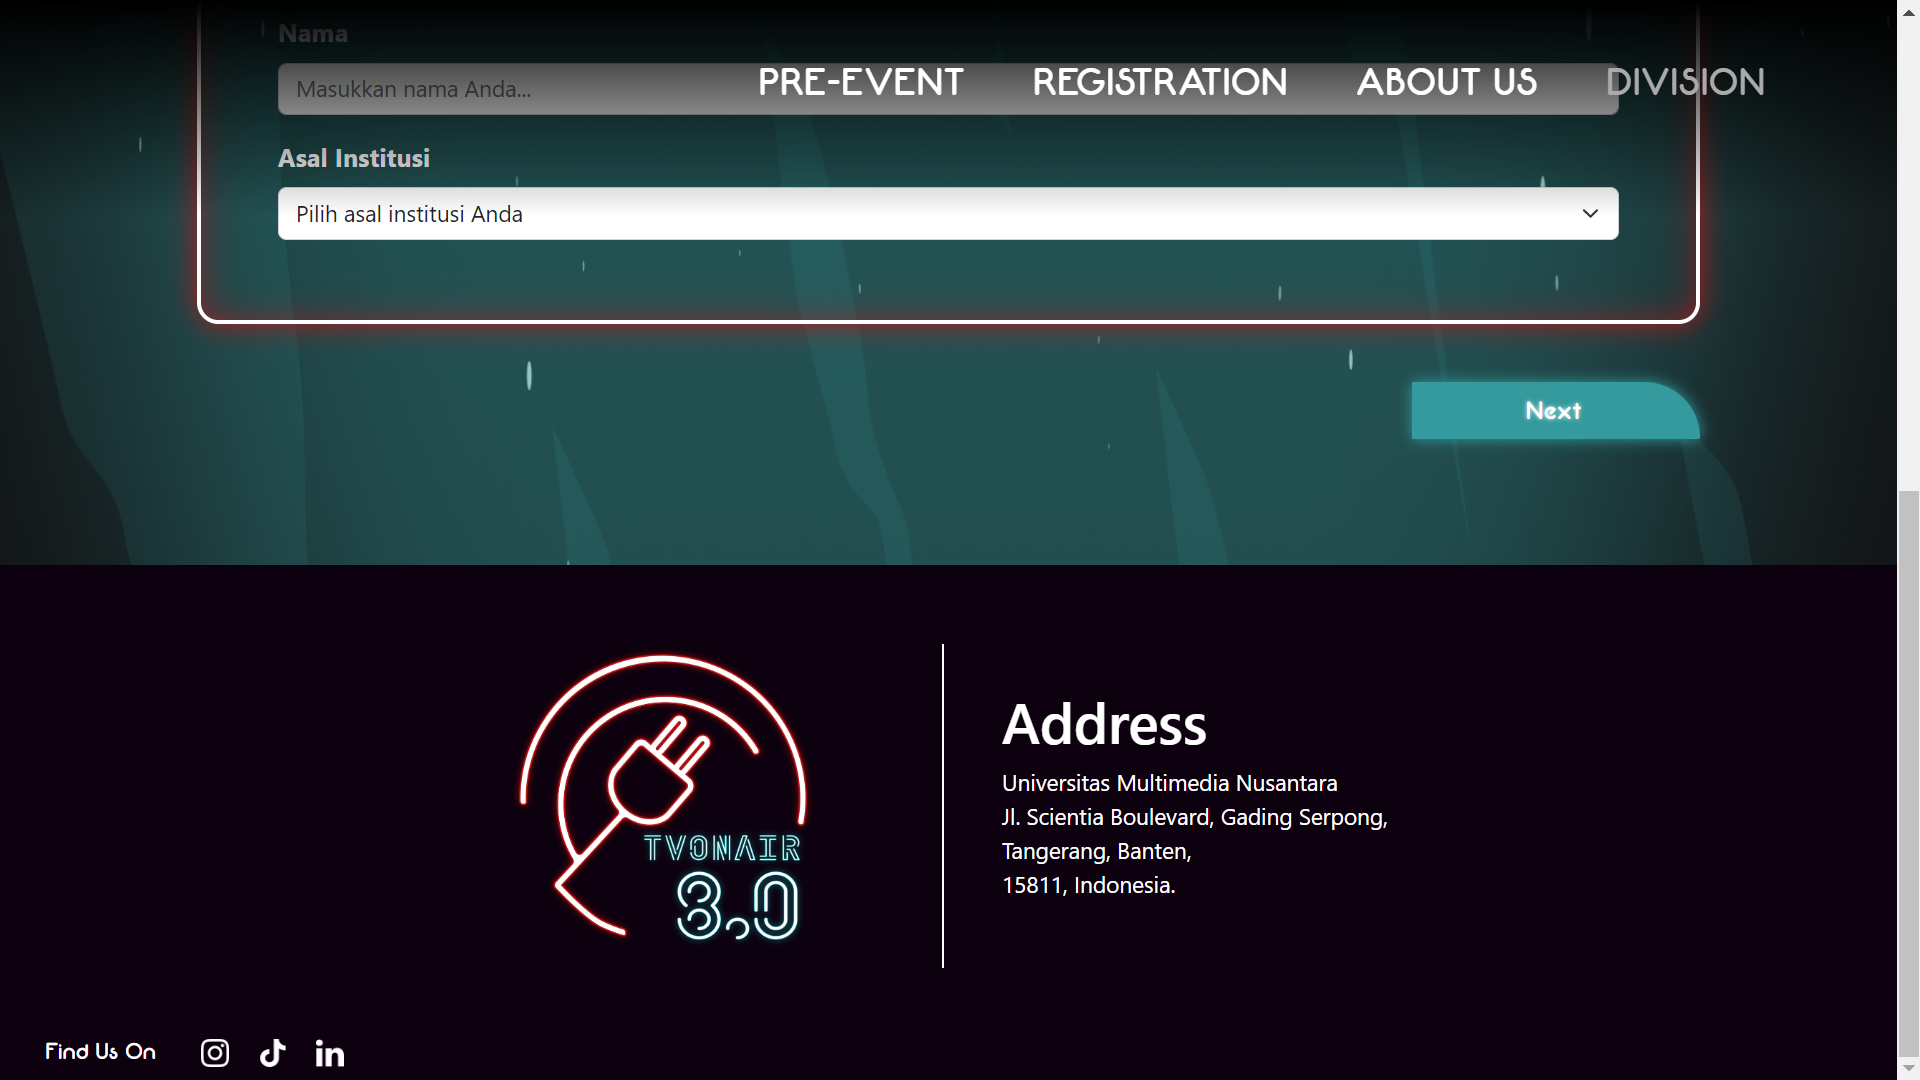 Nama
Masukkan nama Anda...
PRE-EVENT
REGISTRATION
ABOUT US
DIVISION
Asal Institusi
Pilih asal institusi Anda
Next
TVONAIR
3.0
Address
Universitas Multimedia Nusantara
Jl. Scientia Boulevard, Gading Serpong,
Tangerang, Banten,
15811, Indonesia.
Find Us On